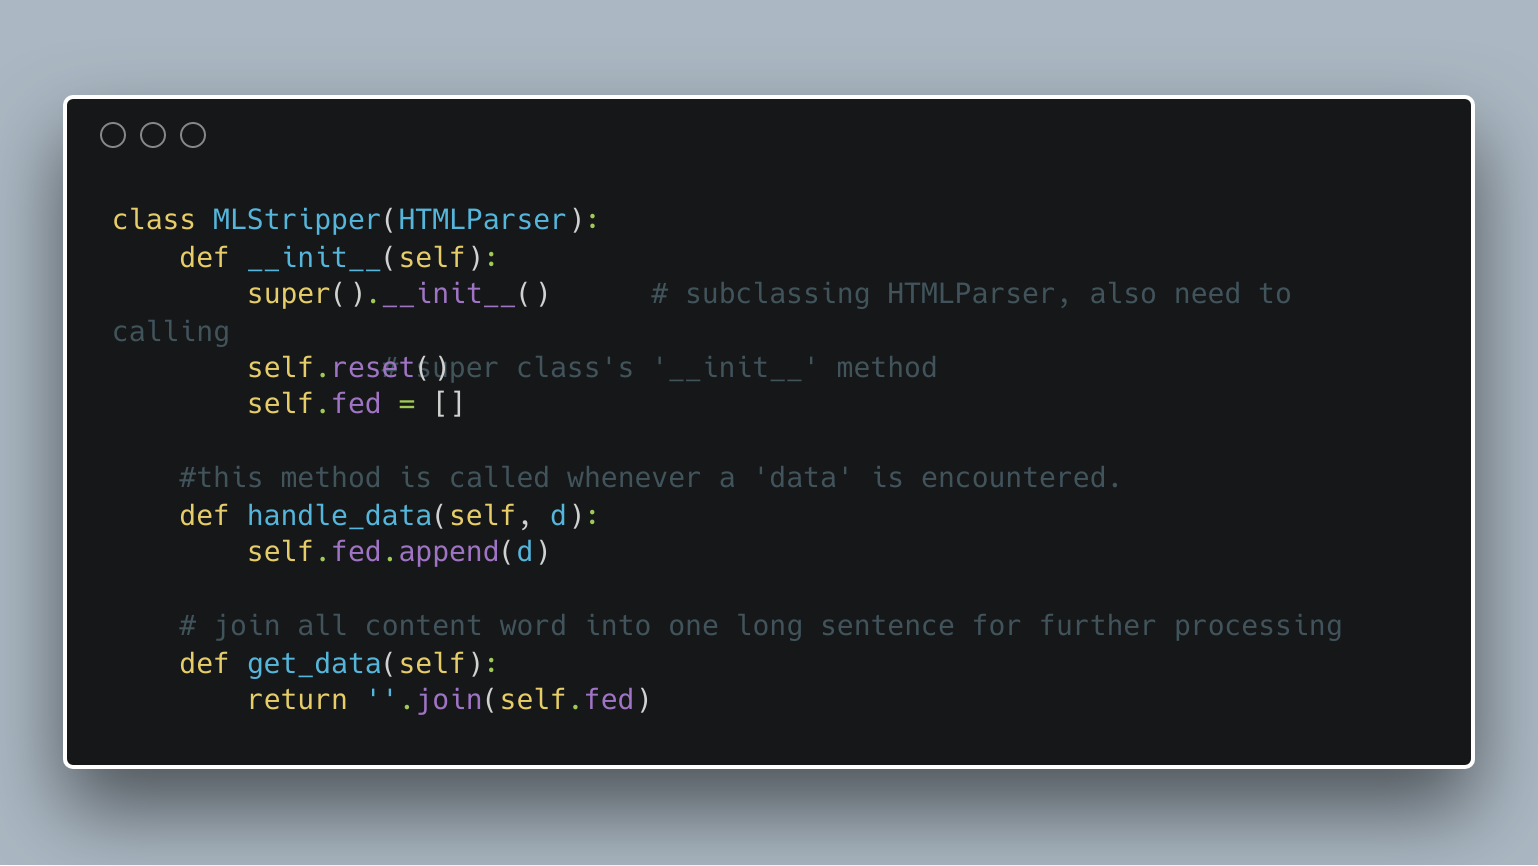 class MLStripper(HTMLParser):
    def __init__(self):
        super().__init__()      # subclassing HTMLParser, also need to
calling
        self.reset() # super class's '__init__' method
        self.fed = []
    #this method is called whenever a 'data' is encountered.
    def handle_data(self, d):
        self.fed.append(d)
    # join all content word into one long sentence for further processing
    def get_data(self):
        return ''.join(self.fed)